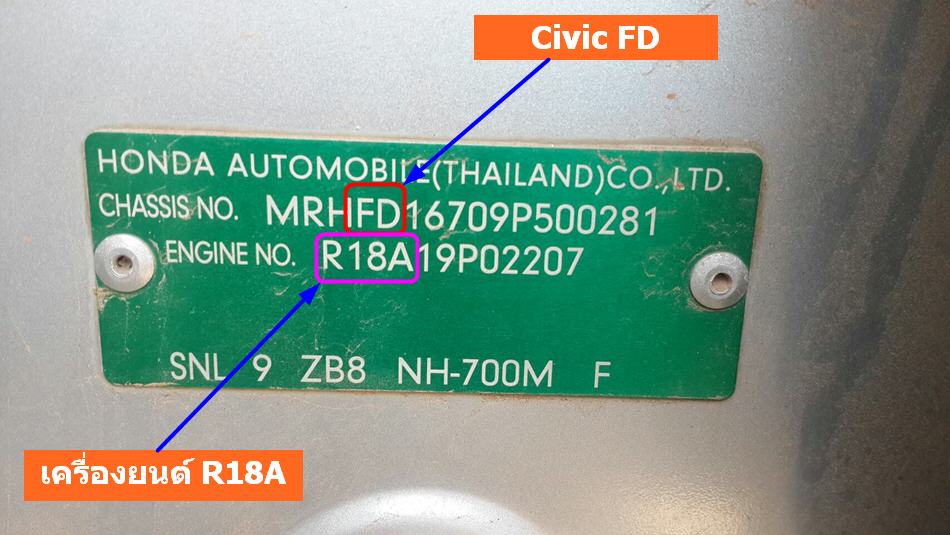 Civic FD
HONDA AUTOMOBILE(THAILAND)CO.,LTD.
CHASSIS NO. MRHFD16709P500281
ENGINE NO. R18A19P02207
SNL 9 ZB8 NH-700M F
เครื่องยนต์ R18A